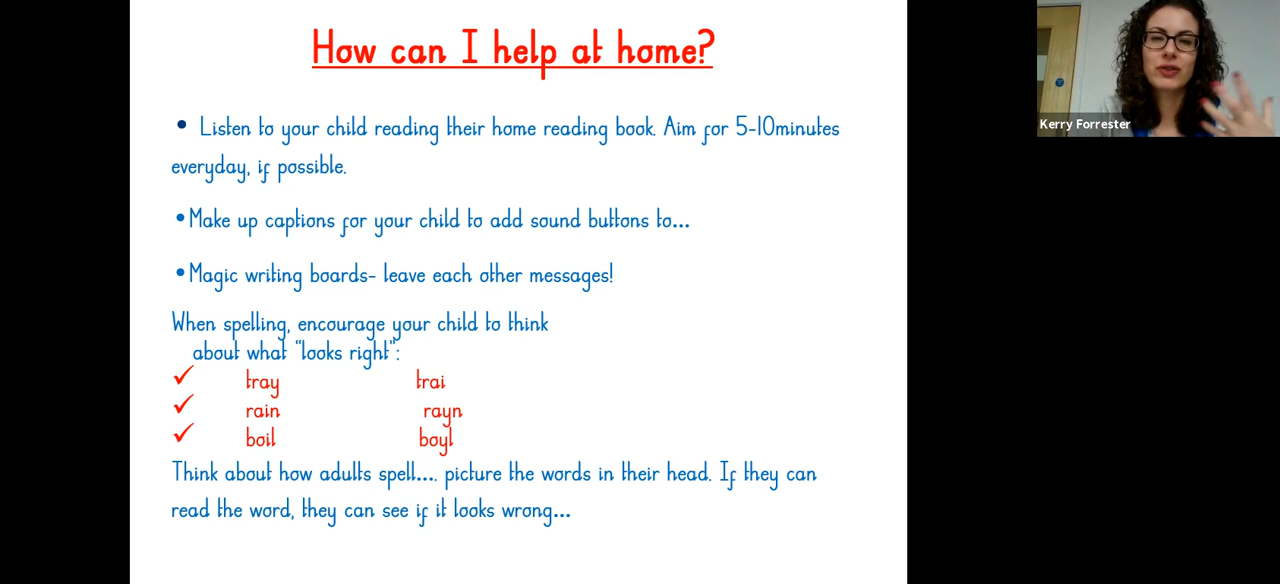 How can I help at home?
• Listen to your child reading their home reading book. Aim for 5-10minutes
everyday, if possible.
•Make up captions for your child to add sound buttons to...
•Magic writing boards- leave each other messages!
When spelling, encourage your child to think
about what “looks right”:
✓ tray trai
✓ rain rayn
✓ boil boyl
Think about how adults spell.... picture the words in their head. If they can
read the word, they can see if it looks wrong...
Kerry Forrester